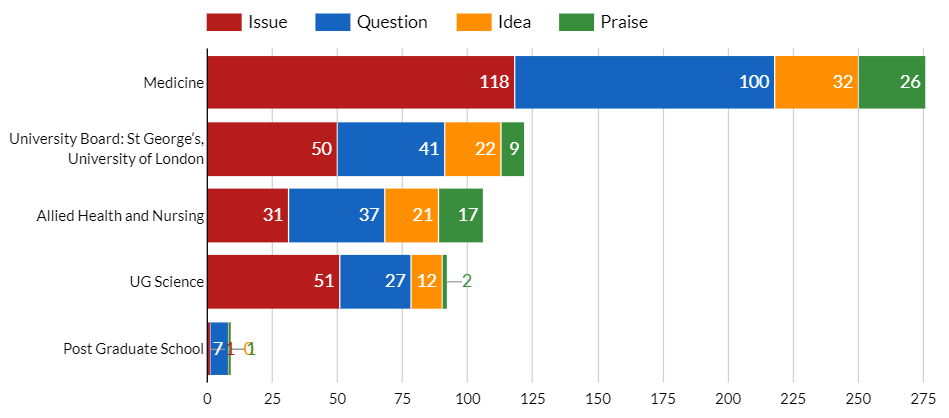 Issue Question Idea Praise
Medicine 118 100 32 26
University Board: St George's,
University of London 50 41 22 9
Allied Health and Nursing 31 37 21 17
UG Science 51 27 12 2
Post Graduate School 7 1 0 1
0 25 50 75 100 125 150 175 200 225 250 275